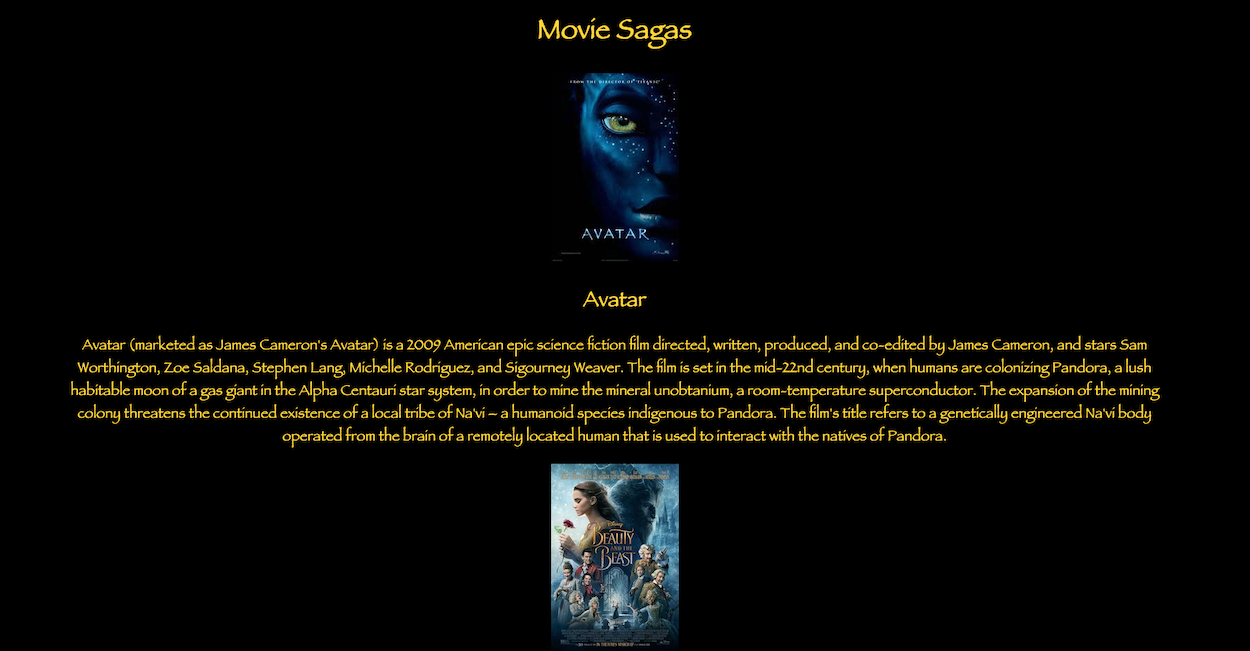 Movie Sagas
FROM THE DIRECTOR OF "TITANIC"
AVATAR
Avatar
Avatar (marketed as James Cameron's Avatar) is a 2009 American epic science fiction film directed, written, produced, and co-edited by James Cameron, and stars Sam
Worthington, Zoe Saldana, Stephen Lang, Michelle Rodriguez, and Sigourney Weaver. The film is set in the mid-22nd century, when humans are colonizing Pandora, a lush
habitable moon of a gas giant in the Alpha Centauri star system, in order to mine the mineral unobtanium, a room-temperature superconductor. The expansion of the mining
colony threatens the continued existence of a local tribe of Na'vi – a humanoid species indigenous to Pandora. The film's title refers to a genetically engineered Na'vi body
operated from the brain of a remotely located human that is used to interact with the natives of Pandora.
Disney
BEAUTY
AND THE
BEAST